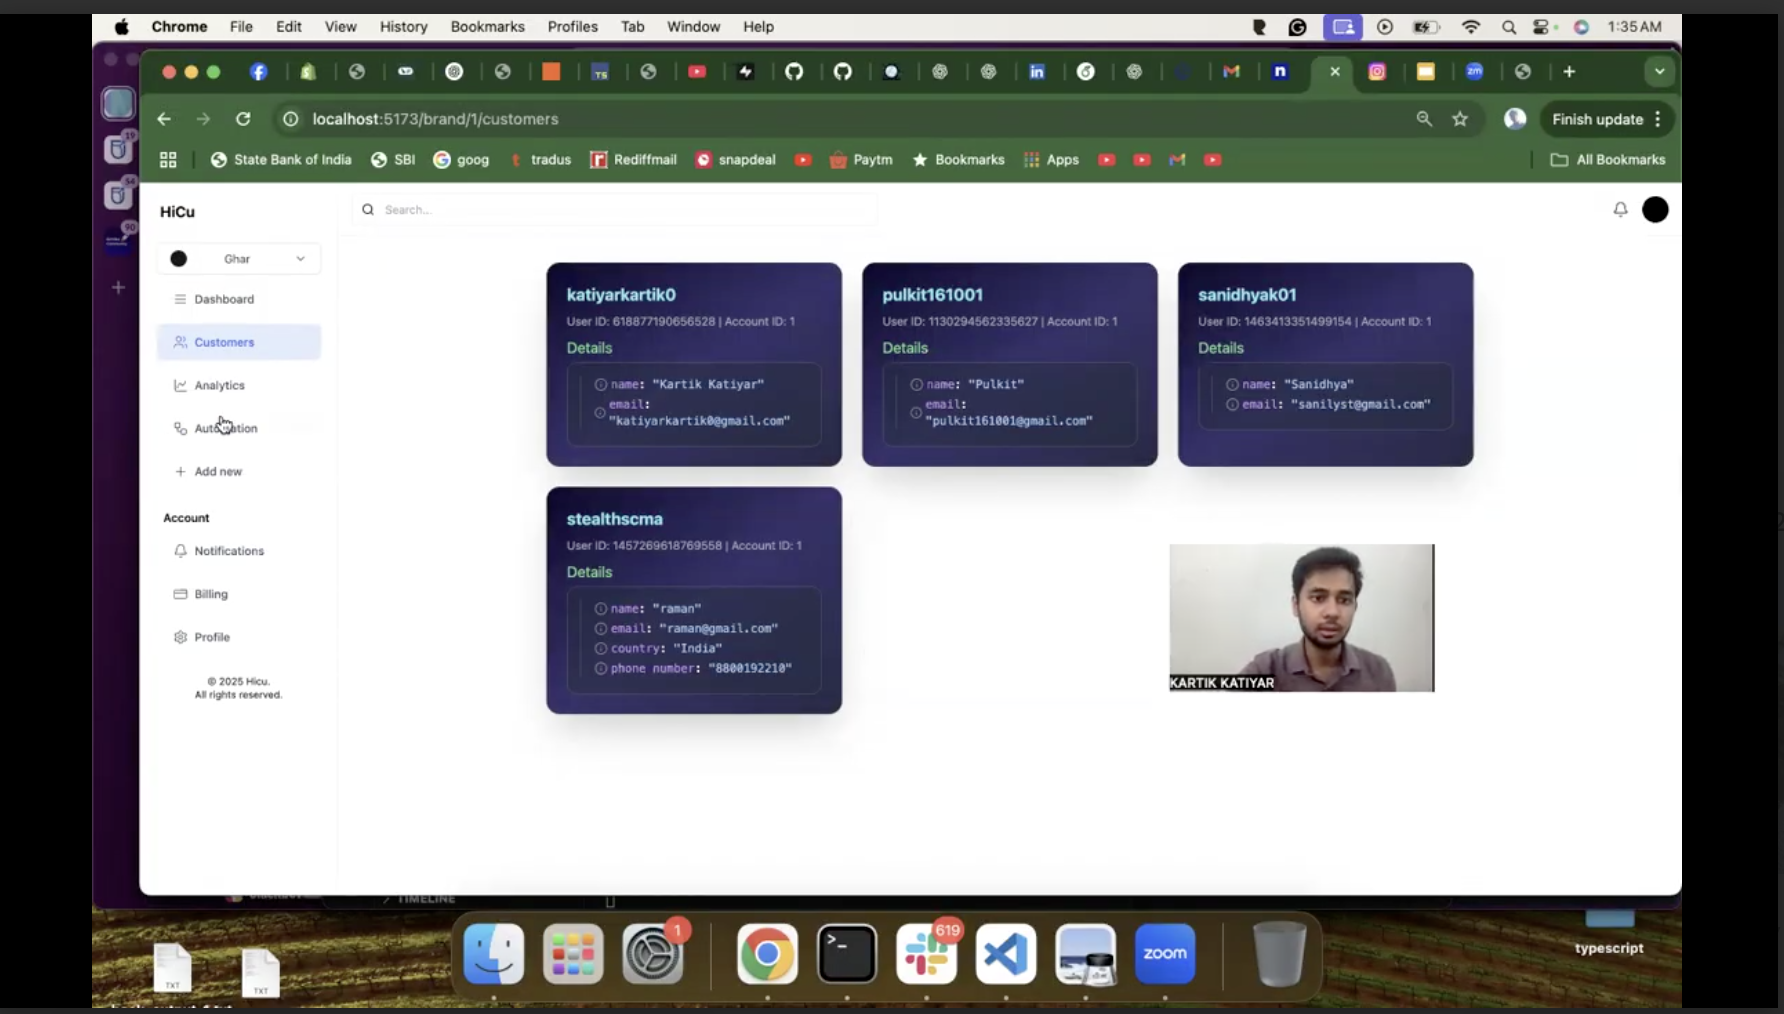 Chrome File Edit View History Bookmarks Profiles Tab Window Help 1:35 AM
TS in n zm
localhost:5173/brand/1/customers Finish update
State Bank of India SBI goog tradus Rediffmail snapdeal Paytm Bookmarks Apps All Bookmarks
19
54
90
HiCu
Search...
Ghar
Dashboard
Customers
Analytics
Automation
Add new
Account
Notifications
Billing
Profile
© 2025 Hicu.
All rights reserved.
katiyarkartik0
User ID: 618877190656528 | Account ID: 1
Details
name: "Kartik Katiyar"
email:
"katiyarkartik0@gmail.com"
pulkit161001
User ID: 1130294562335627 | Account ID: 1
Details
name: "Pulkit"
email:
"pulkit161001@gmail.com"
sanidhyak01
User ID: 1463413351499154 | Account ID: 1
Details
name: "Sanidhya"
email: "sanilyst@gmail.com"
stealthscma
User ID: 1457269618769558 | Account ID: 1
Details
name: "raman"
email: "raman@gmail.com"
country: "India"
phone number: "8800192210"
KARTIK KATIYAR
TIMELINE
1
619
zoom
TXT
TXT
typescript